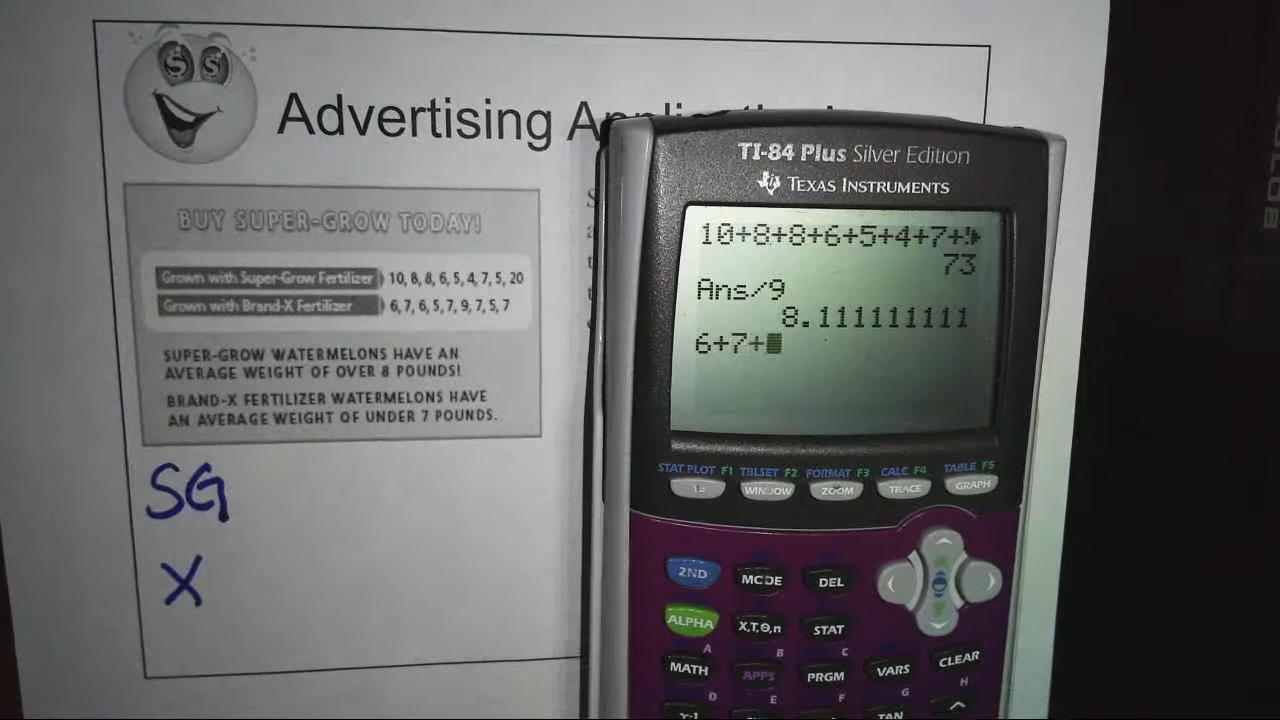 Advertising
BUY SUPER-GROW TODAY!
Grown with Super-Grow Fertilizer 10, 8, 8, 6, 5, 4, 7, 5, 20
Grown with Brand-X Fertilizer 6, 7, 6, 5, 7, 9, 7, 5, 7
SUPER-GROW WATERMELONS HAVE AN
AVERAGE WEIGHT OF OVER 8 POUNDS!
BRAND-X FERTILIZER WATERMELONS HAVE
AN AVERAGE WEIGHT OF UNDER 7 POUNDS.
SG
X
TI-84 Plus Silver Edition
TEXAS INSTRUMENTS
10+8+8+6+5+4+7+
73
Ans/9
8.111111111
6+7+
STAT PLOT F1 TBLSET F2 FORMAT F3 CALC F4 TABLE F5
WINDOW ZOOM TRACE GRAPH
2ND MODE DEL
ALPHA X,T,θ,n STAT
A B C
MATH APPS PRGM VARS CLEAR
D E F G H
TAN